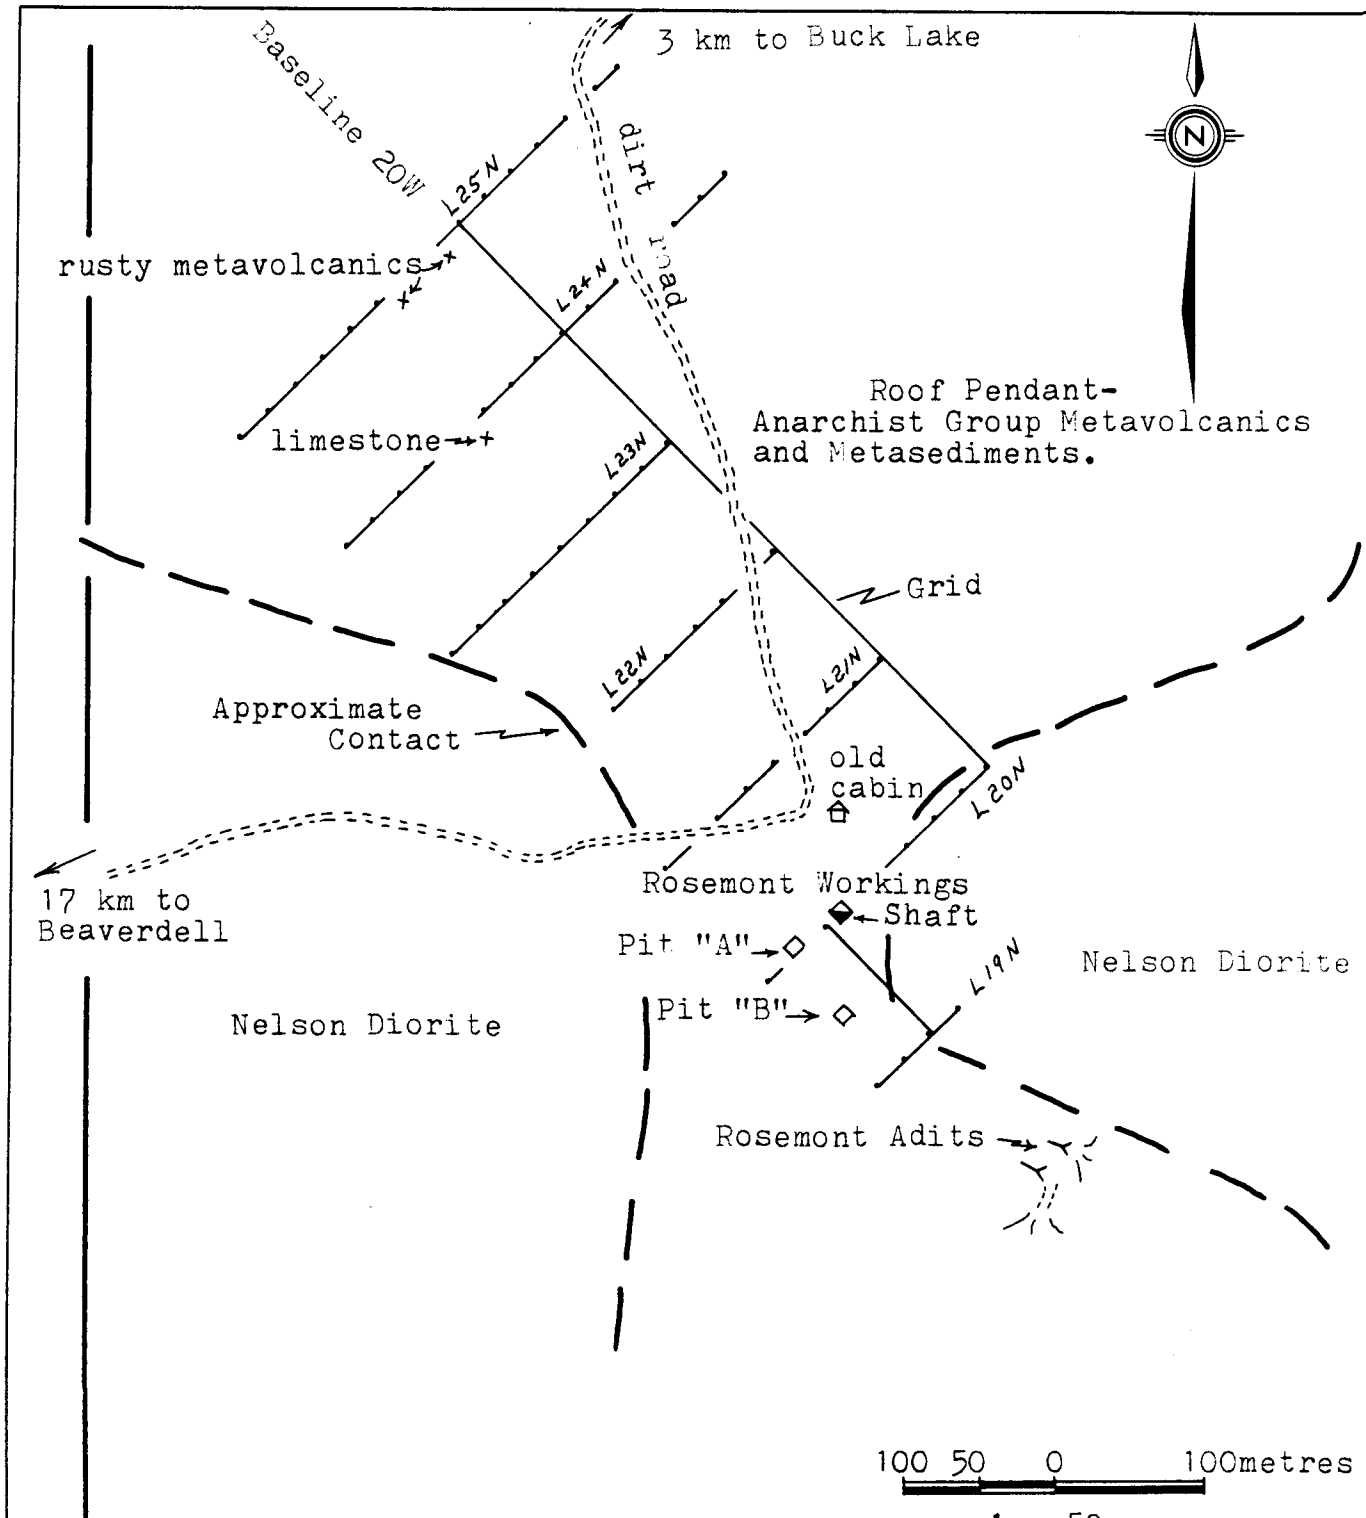 3 km to Buck Lake
Baseline 20W
N
dirt road
L25N
rusty metavolcanics
L24N
Roof Pendant-
Anarchist Group Metavolcanics
and Metasediments.
limestone
L23N
Grid
L22N
L21N
Approximate
Contact
old
cabin
L20N
17 km to
Beaverdell
Rosemont Workings
Shaft
Pit "A"
L19N
Nelson Diorite
Pit "B"
Nelson Diorite
Rosemont Adits
100 50 0 100metres